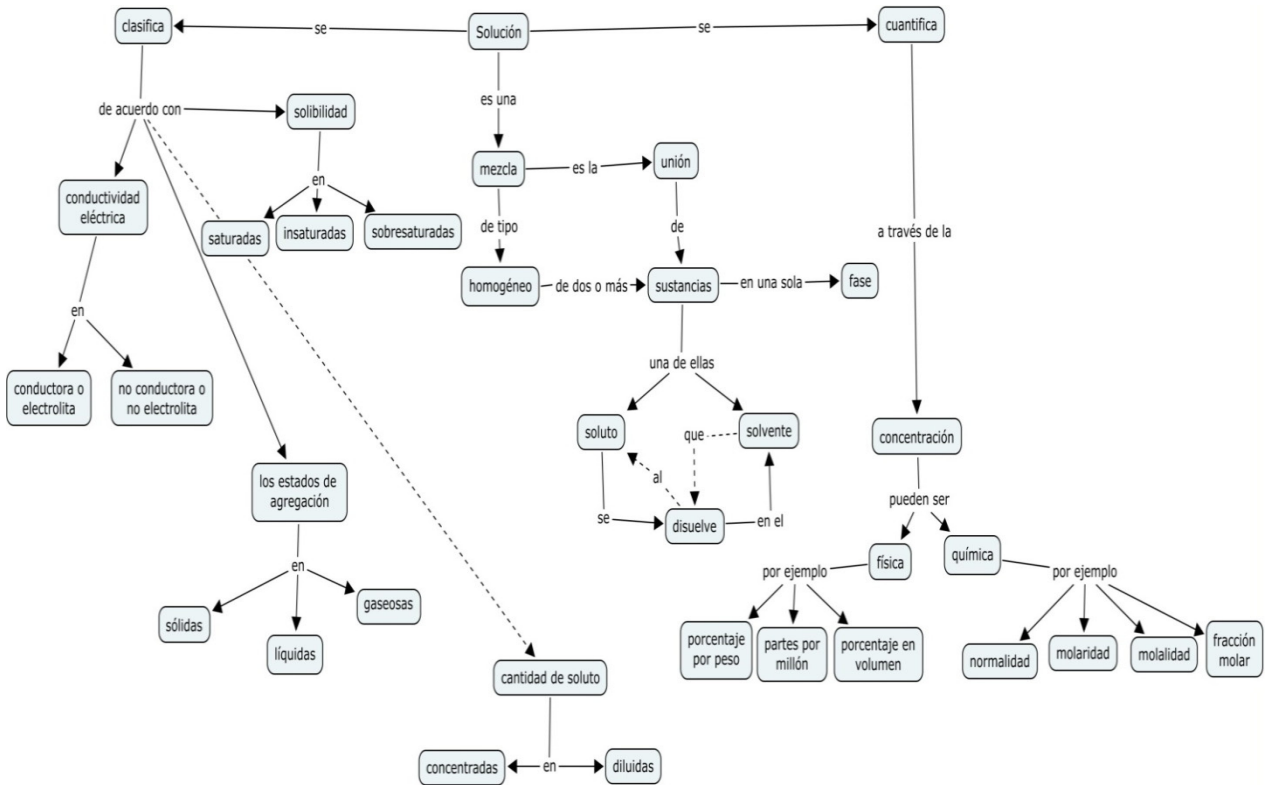 clasifica
se
Solución
se
cuantifica
de acuerdo con
solibilidad
es una
conductividad
eléctrica
en
saturadas
insaturadas
sobresaturadas
mezcla
es la
unión
de tipo
de
a través de la
homogéneo
de dos o más
sustancias
en una sola
fase
en
conductora o
electrolita
no conductora o
no electrolita
una de ellas
soluto
que
solvente
al
se
disuelve
en el
concentración
los estados de
agregación
en
sólidas
líquidas
gaseosas
pueden ser
física
química
por ejemplo
por ejemplo
porcentaje
por peso
partes por
millón
porcentaje en
volumen
normalidad
molaridad
molalidad
fracción
molar
cantidad de soluto
concentradas
en
diluidas